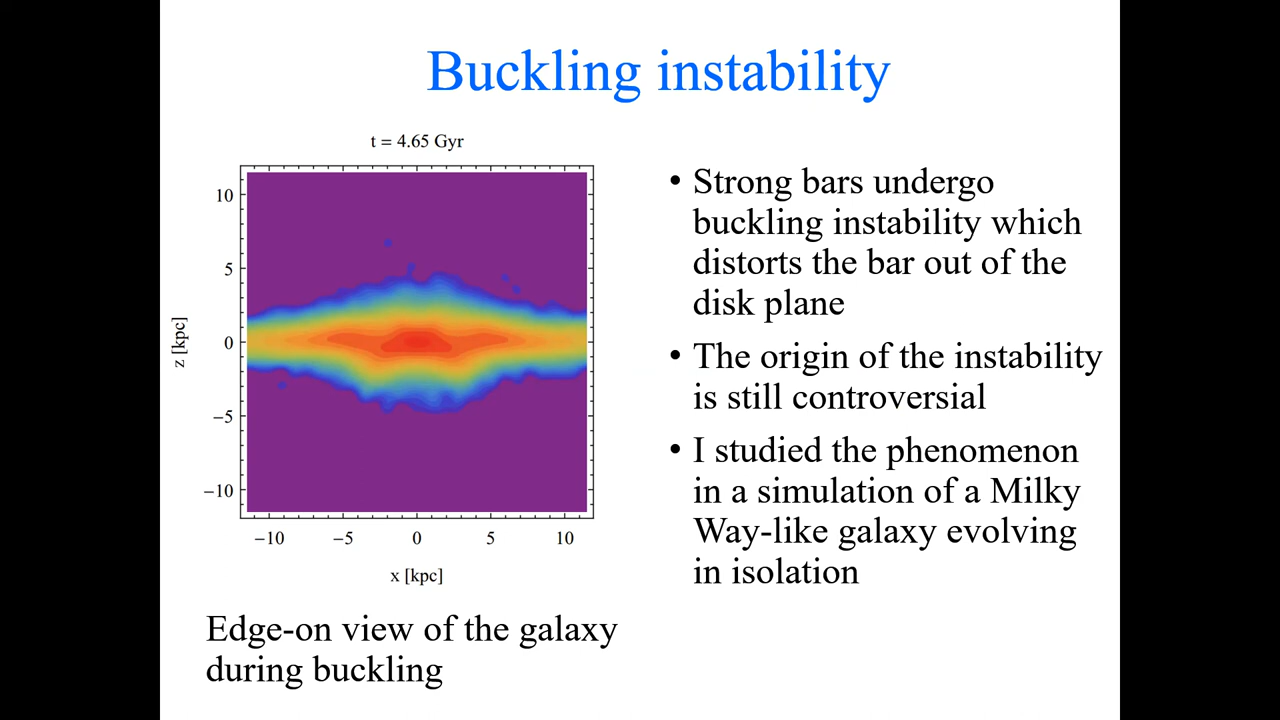 Buckling instability
t = 4.65 Gyr
10
5
0
−5
−10
z [kpc]
−10 −5 0 5 10
x [kpc]
Edge-on view of the galaxy
during buckling
• Strong bars undergo
buckling instability which
distorts the bar out of the
disk plane
• The origin of the instability
is still controversial
• I studied the phenomenon
in a simulation of a Milky
Way-like galaxy evolving
in isolation